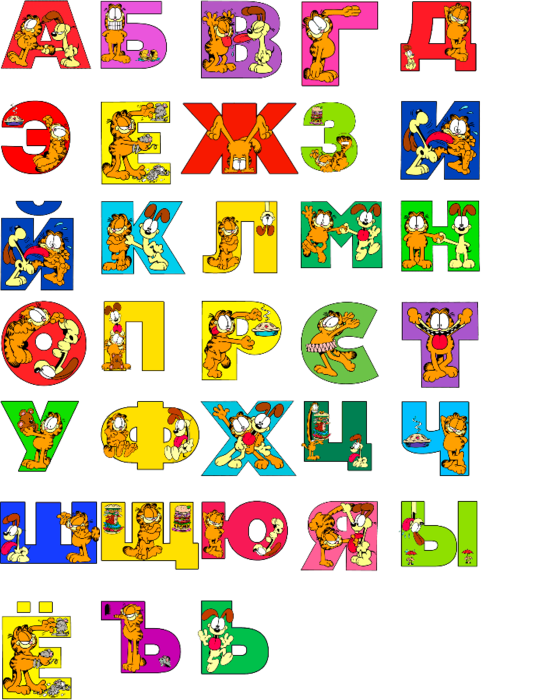 А Б В Г Д
Э Е Ж З И
Й К Л М Н
О П Р С Т
У Ф Х Ц Ч
Ш Щ Ю Я Ы
Ё Ъ Ь